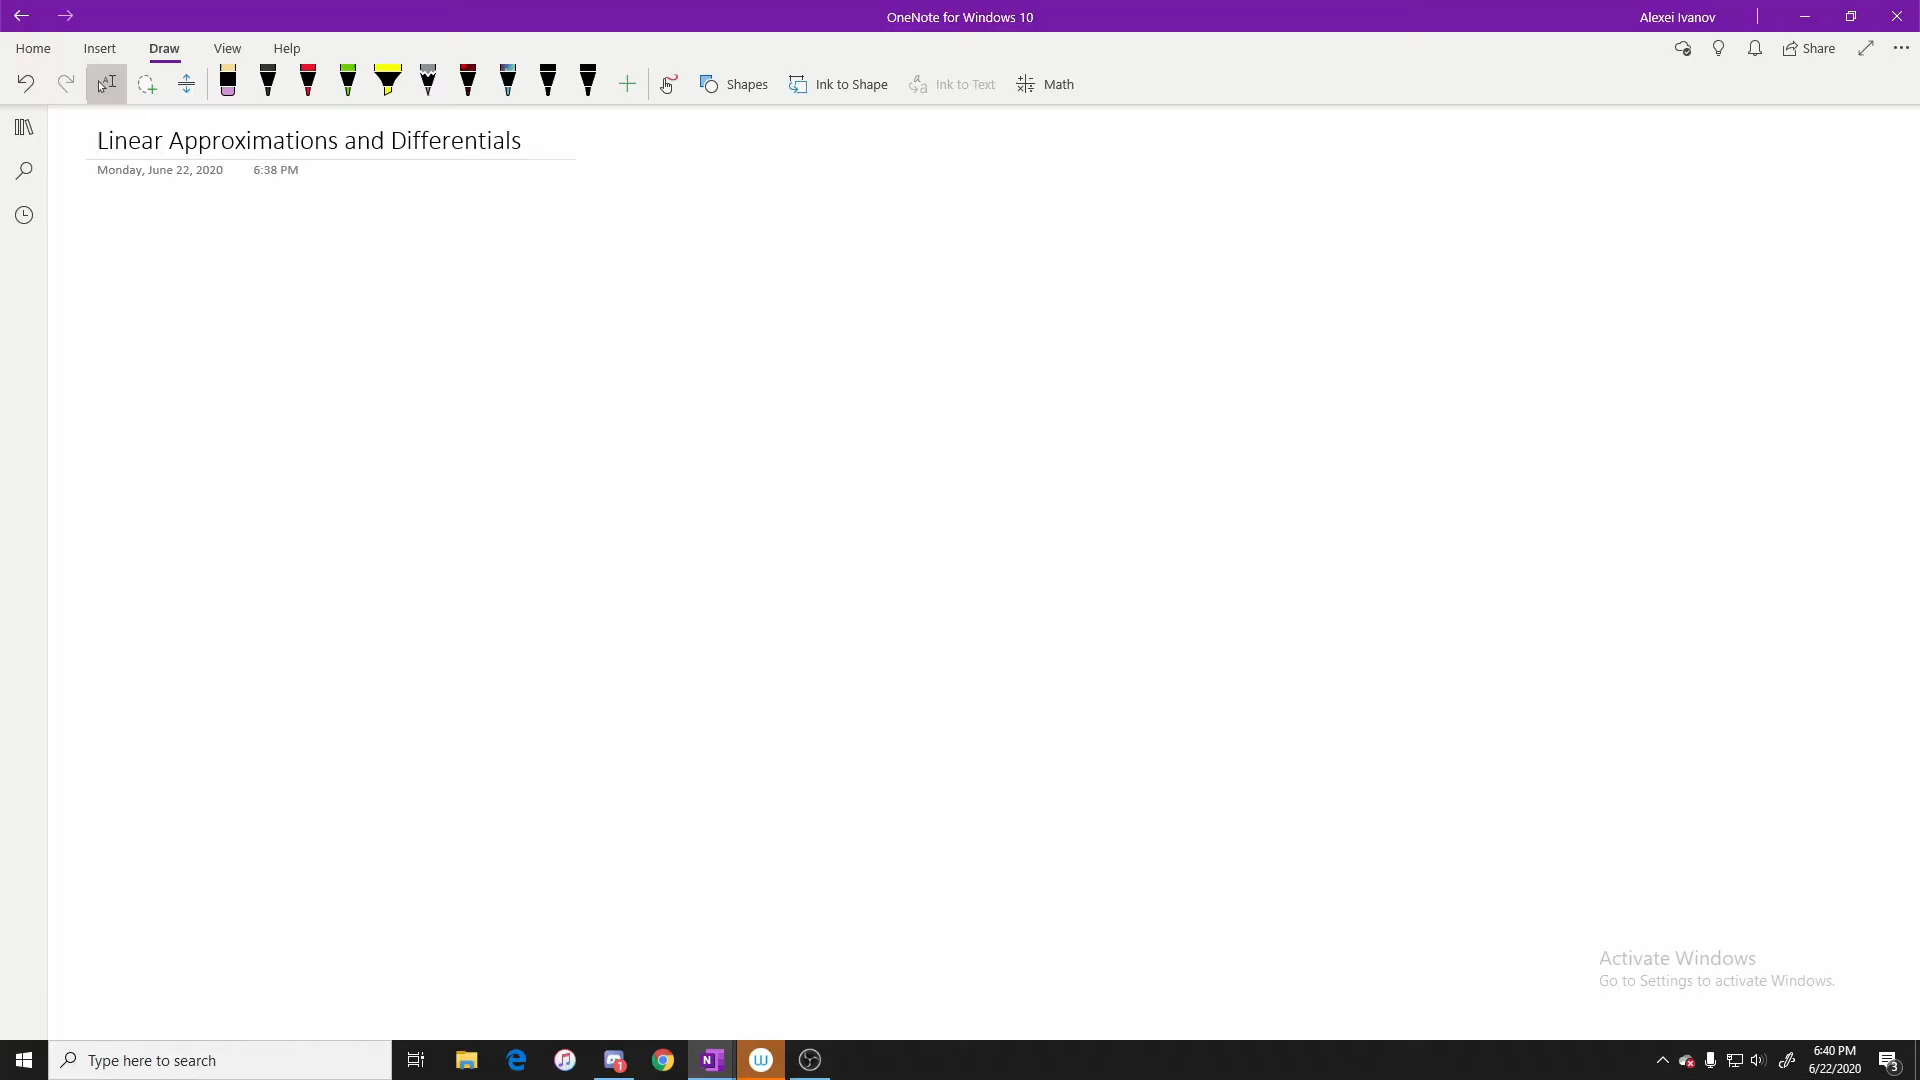 OneNote for Windows 10
Alexei Ivanov
Home Insert Draw View Help
Share
Shapes Ink to Shape Ink to Text Math
Linear Approximations and Differentials
Monday, June 22, 2020 6:38 PM
Activate Windows
Go to Settings to activate Windows.
Type here to search
1
N
6:40 PM
6/22/2020
3